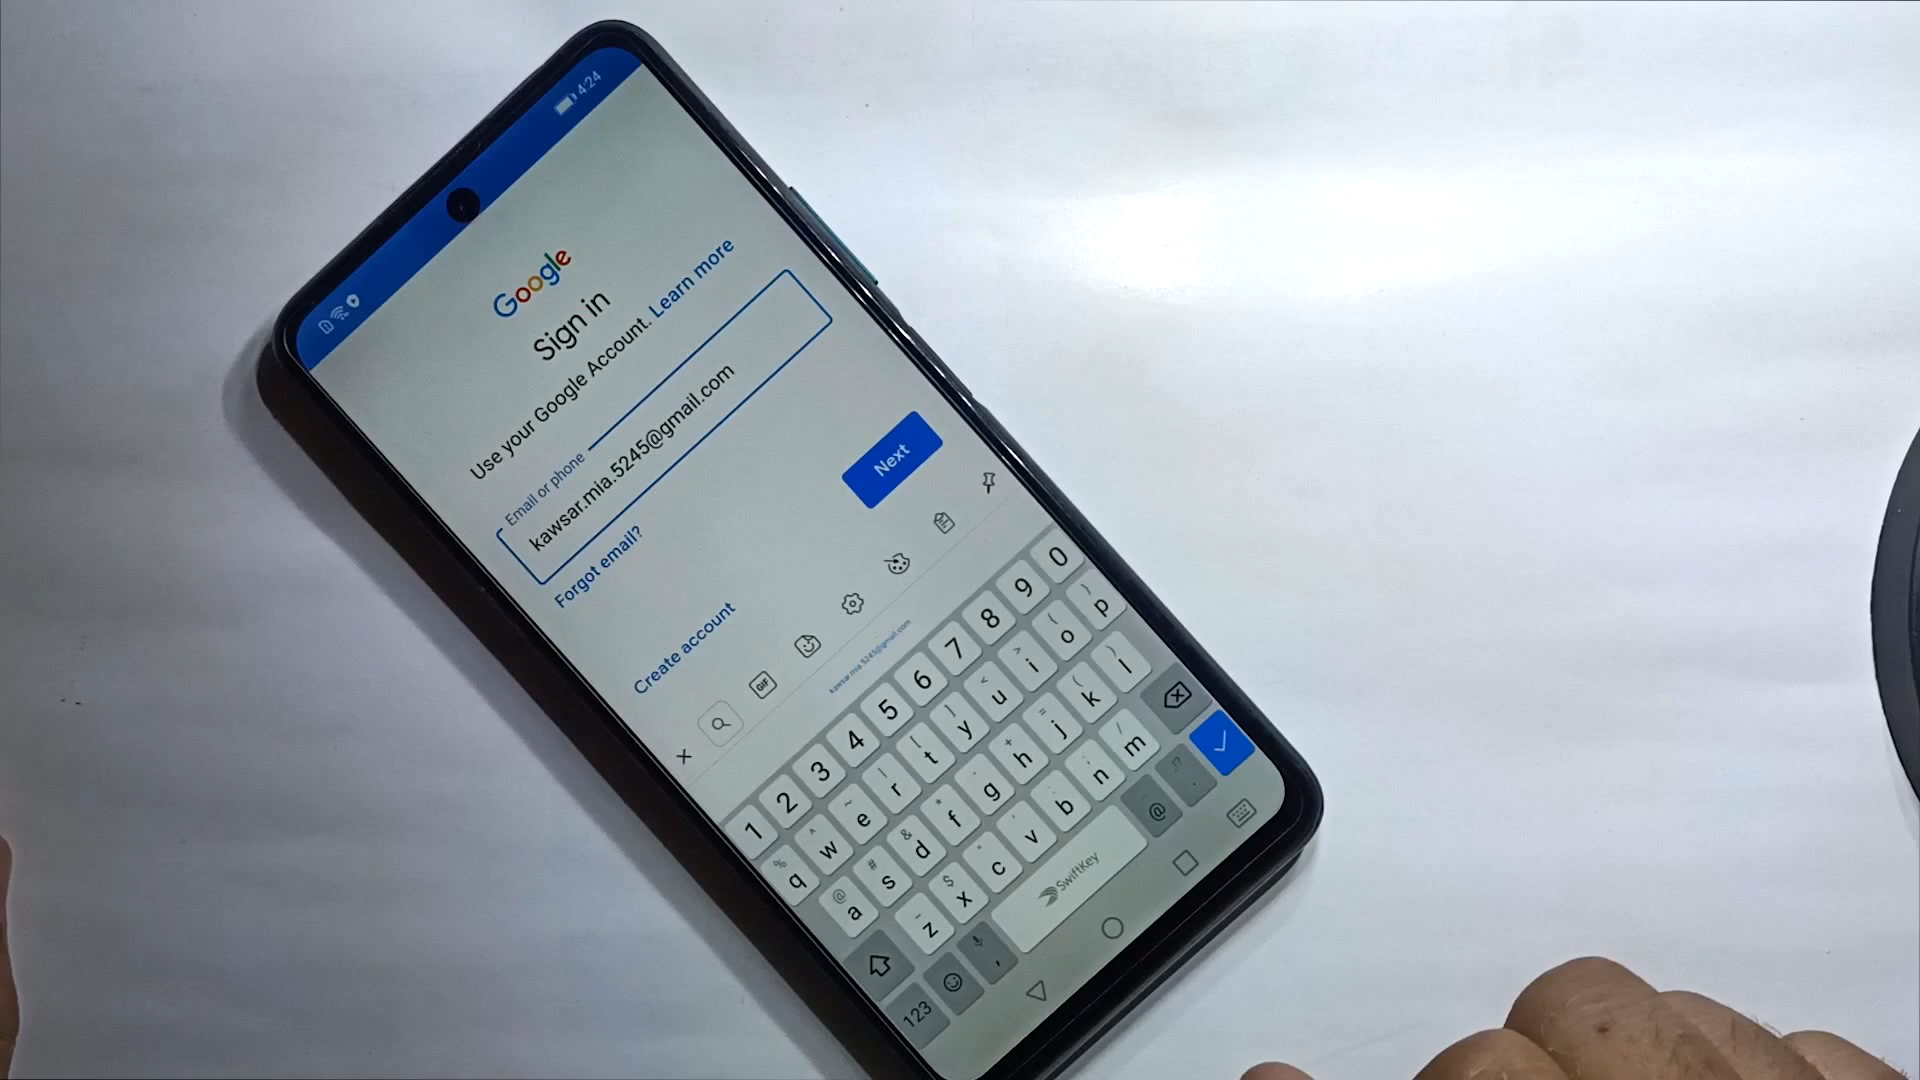 4:24
Google
Sign in
Use your Google Account. Learn more
Email or phone
kawsar.mia.5245@gmail.com
Forgot email?
Next
Create account
GIF
kawsar.mia.5245@gmail.com
1 2 3 4 5 6 7 8 9 0
q w e r t y u i o p
a s d f g h j k l
z x c v b n m
123 , SwiftKey @ .